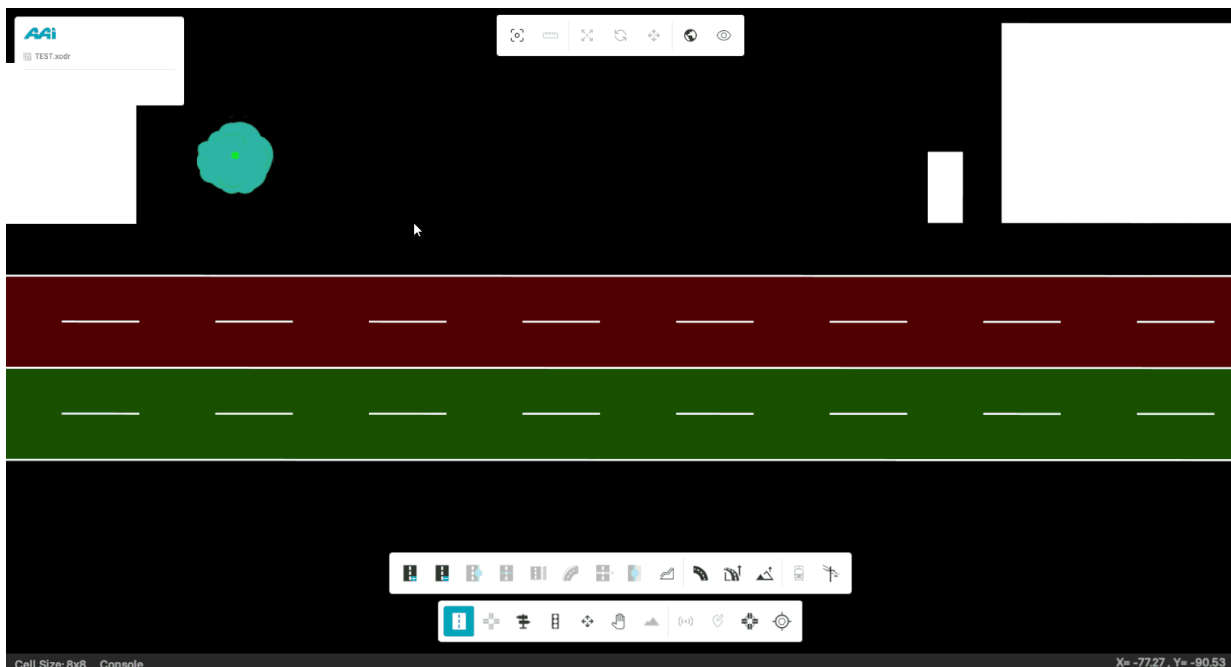 AAi
TEST.xodr
Cell Size: 8x8 Console
X= -77.27 , Y= -90.53